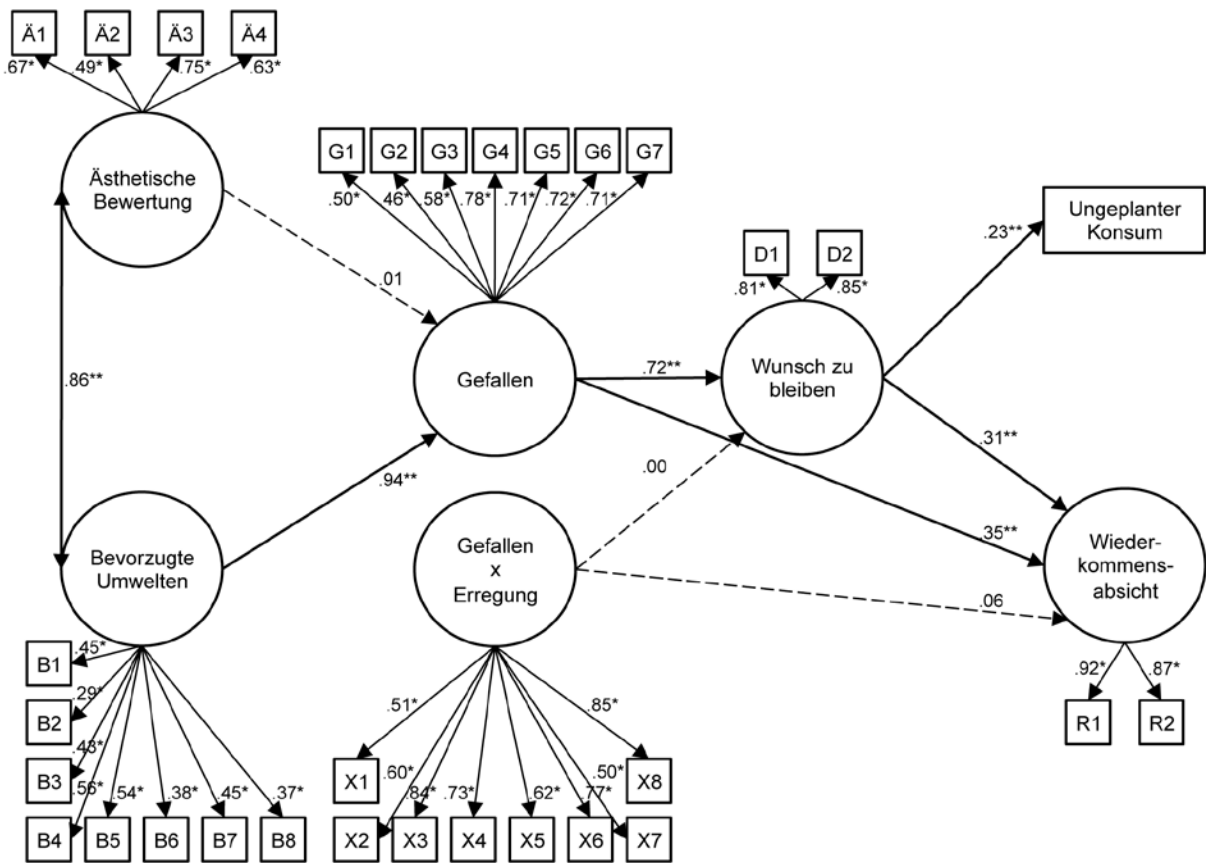 Ä1 Ä2 Ä3 Ä4
.67* .49* .75* .63*
Ästhetische
Bewertung
G1 G2 G3 G4 G5 G6 G7
.50* .46* .58* .78* .71* .72* .71*
Ungeplanter
Konsum
.23**
D1 D2
.81* .85*
.01
.86**
Gefallen
.72**
Wunsch zu
bleiben
.31**
.94**
.00
.35**
Bevorzugte
Umwelten
Gefallen
x
Erregung
Wieder-
kommens-
absicht
.06
B1 .45*
B2 .29*
B3 .43*
.56* .54* .38* .45* .37*
B4 B5 B6 B7 B8
.51* .85*
X1 X8
.60* .84* .73* .62* .77* .50*
X2 X3 X4 X5 X6 X7
.92* .87*
R1 R2